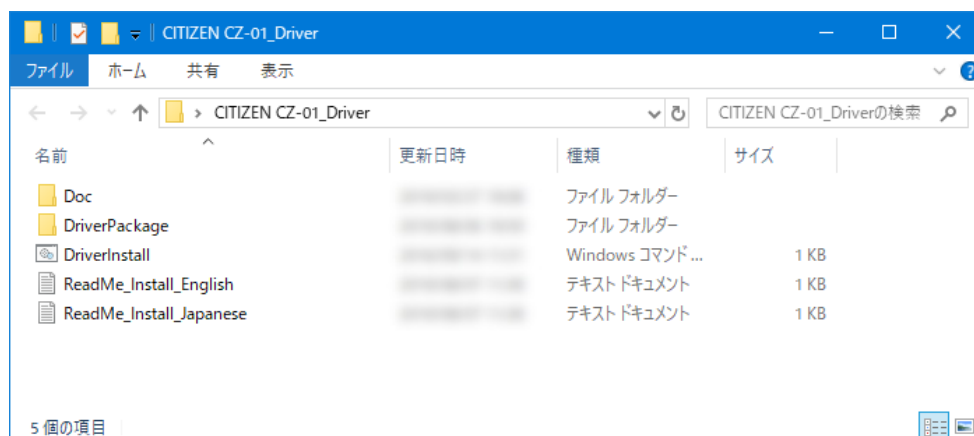 CITIZEN CZ-01_Driver
ファイル ホーム 共有 表示
CITIZEN CZ-01_Driver CITIZEN CZ-01_Driverの検索
名前 更新日時 種類 サイズ
Doc ファイル フォルダー
DriverPackage ファイル フォルダー
DriverInstall Windows コマンド ... 1 KB
ReadMe_Install_English テキスト ドキュメント 1 KB
ReadMe_Install_Japanese テキスト ドキュメント 1 KB
5 個の項目